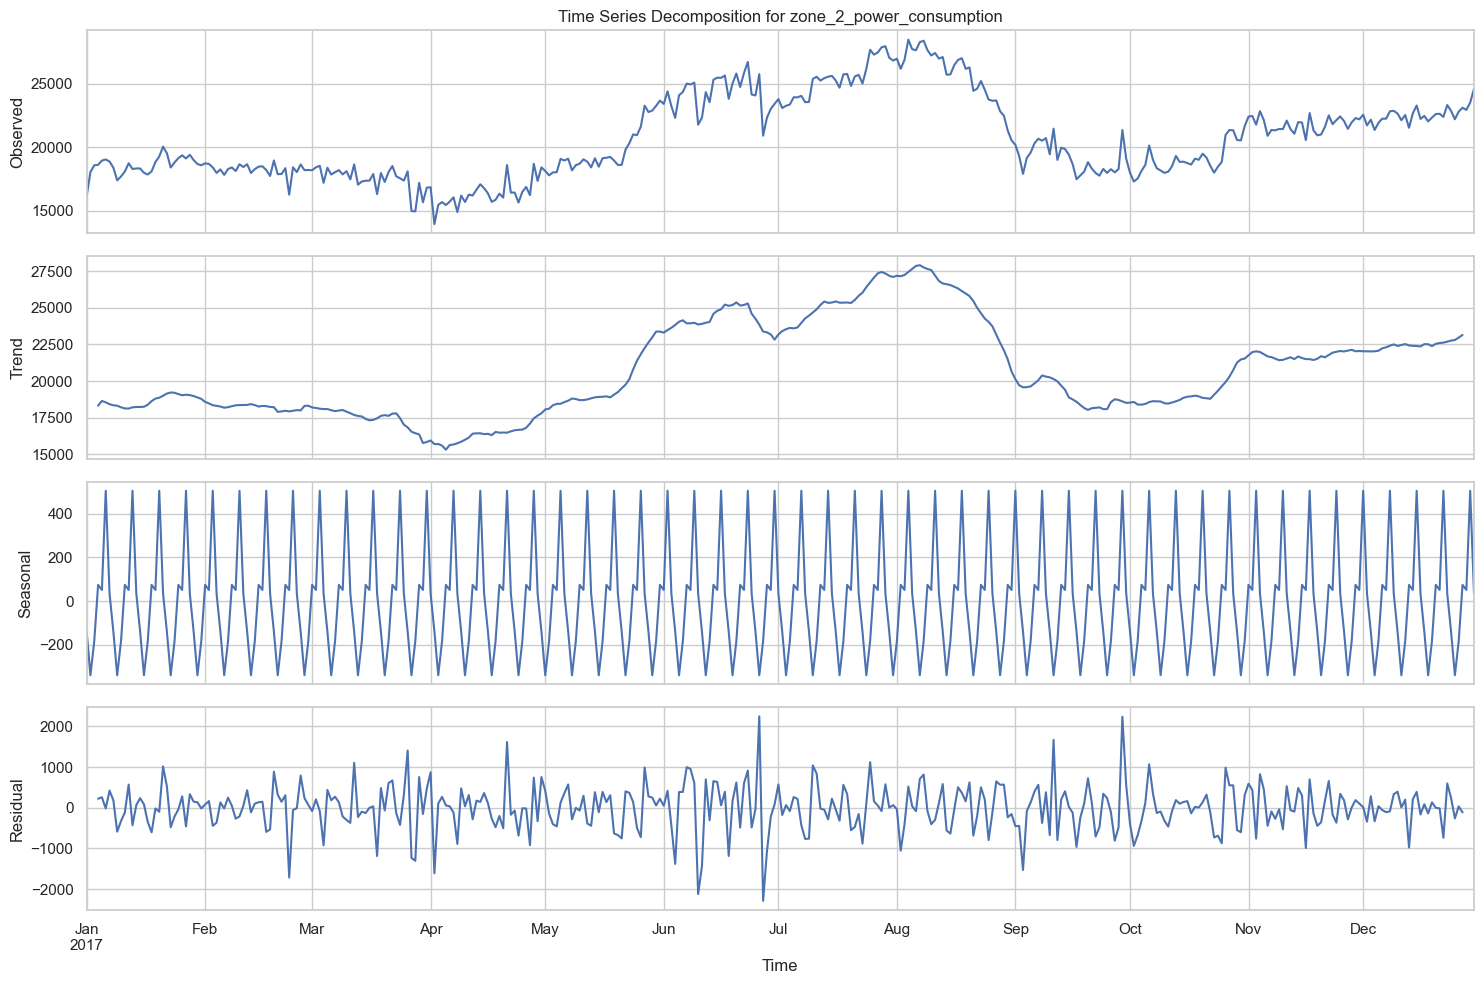 Time Series Decomposition for zone_2_power_consumption
Observed
25000
20000
15000
Trend
27500
25000
22500
20000
17500
15000
Seasonal
400
200
0
−200
Residual
2000
1000
0
−1000
−2000
Jan Feb Mar Apr May Jun Jul Aug Sep Oct Nov Dec
2017
Time